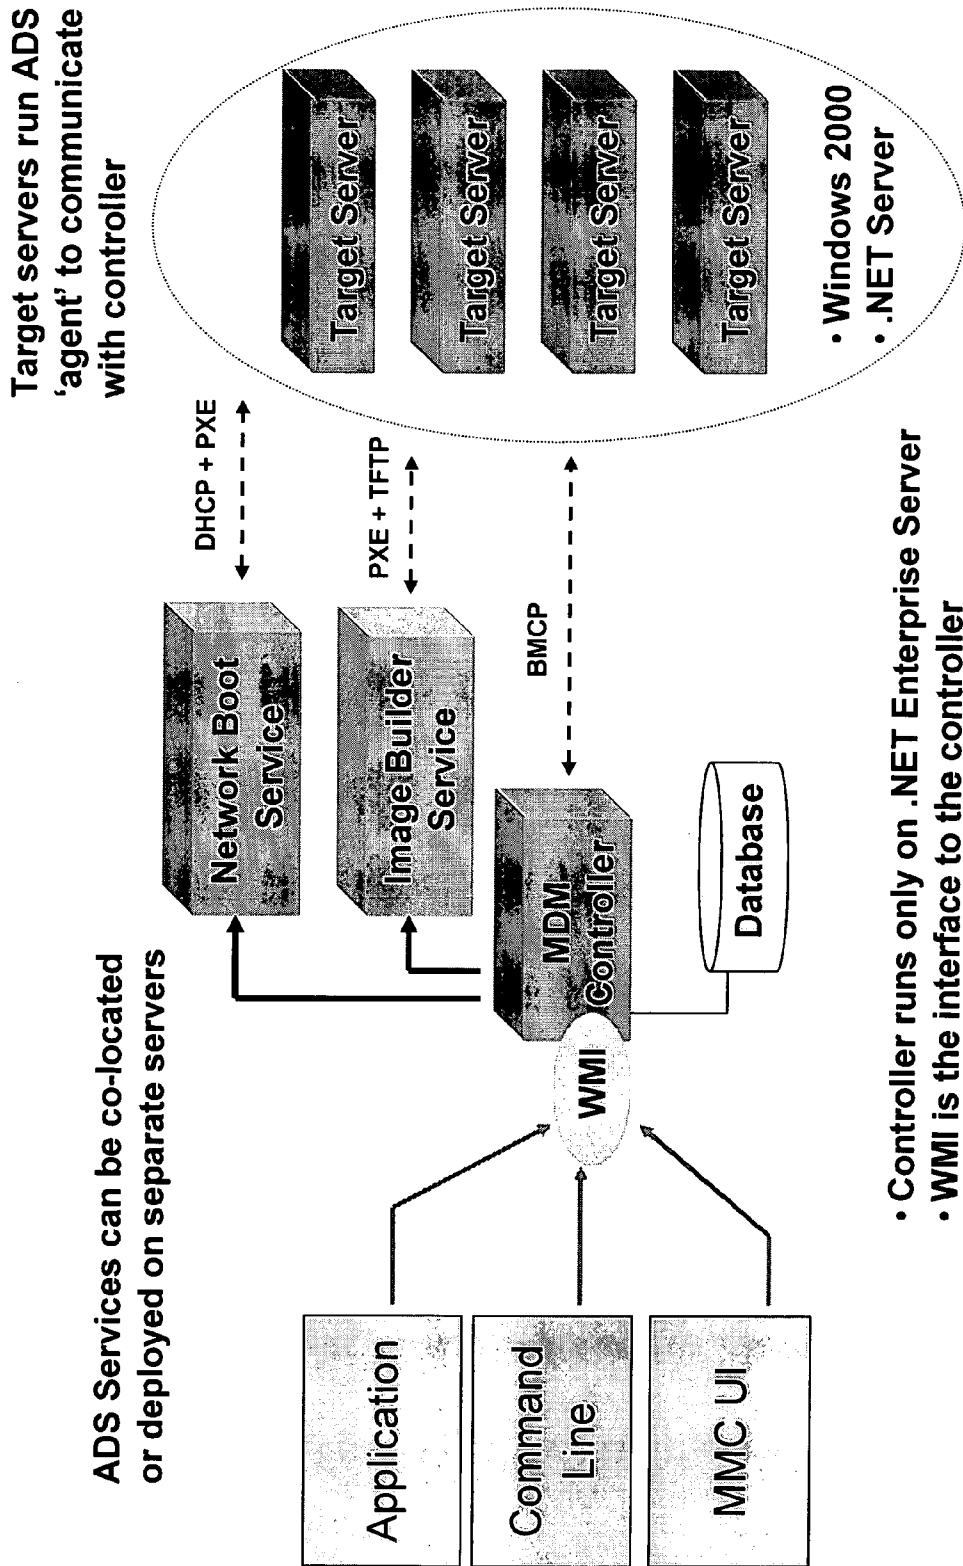 ADS Services can be co-located
or deployed on separate servers
Target servers run ADS
‘agent’ to communicate
with controller
Application
Command
Line
MMC UI
WMI
Network Boot
Service
Image Builder
Service
MDM
Controller
Database
DHCP + PXE
PXE + TFTP
BMCP
Target Server
Target Server
Target Server
Target Server
• Windows 2000
• .NET Server
• Controller runs only on .NET Enterprise Server
• WMI is the interface to the controller